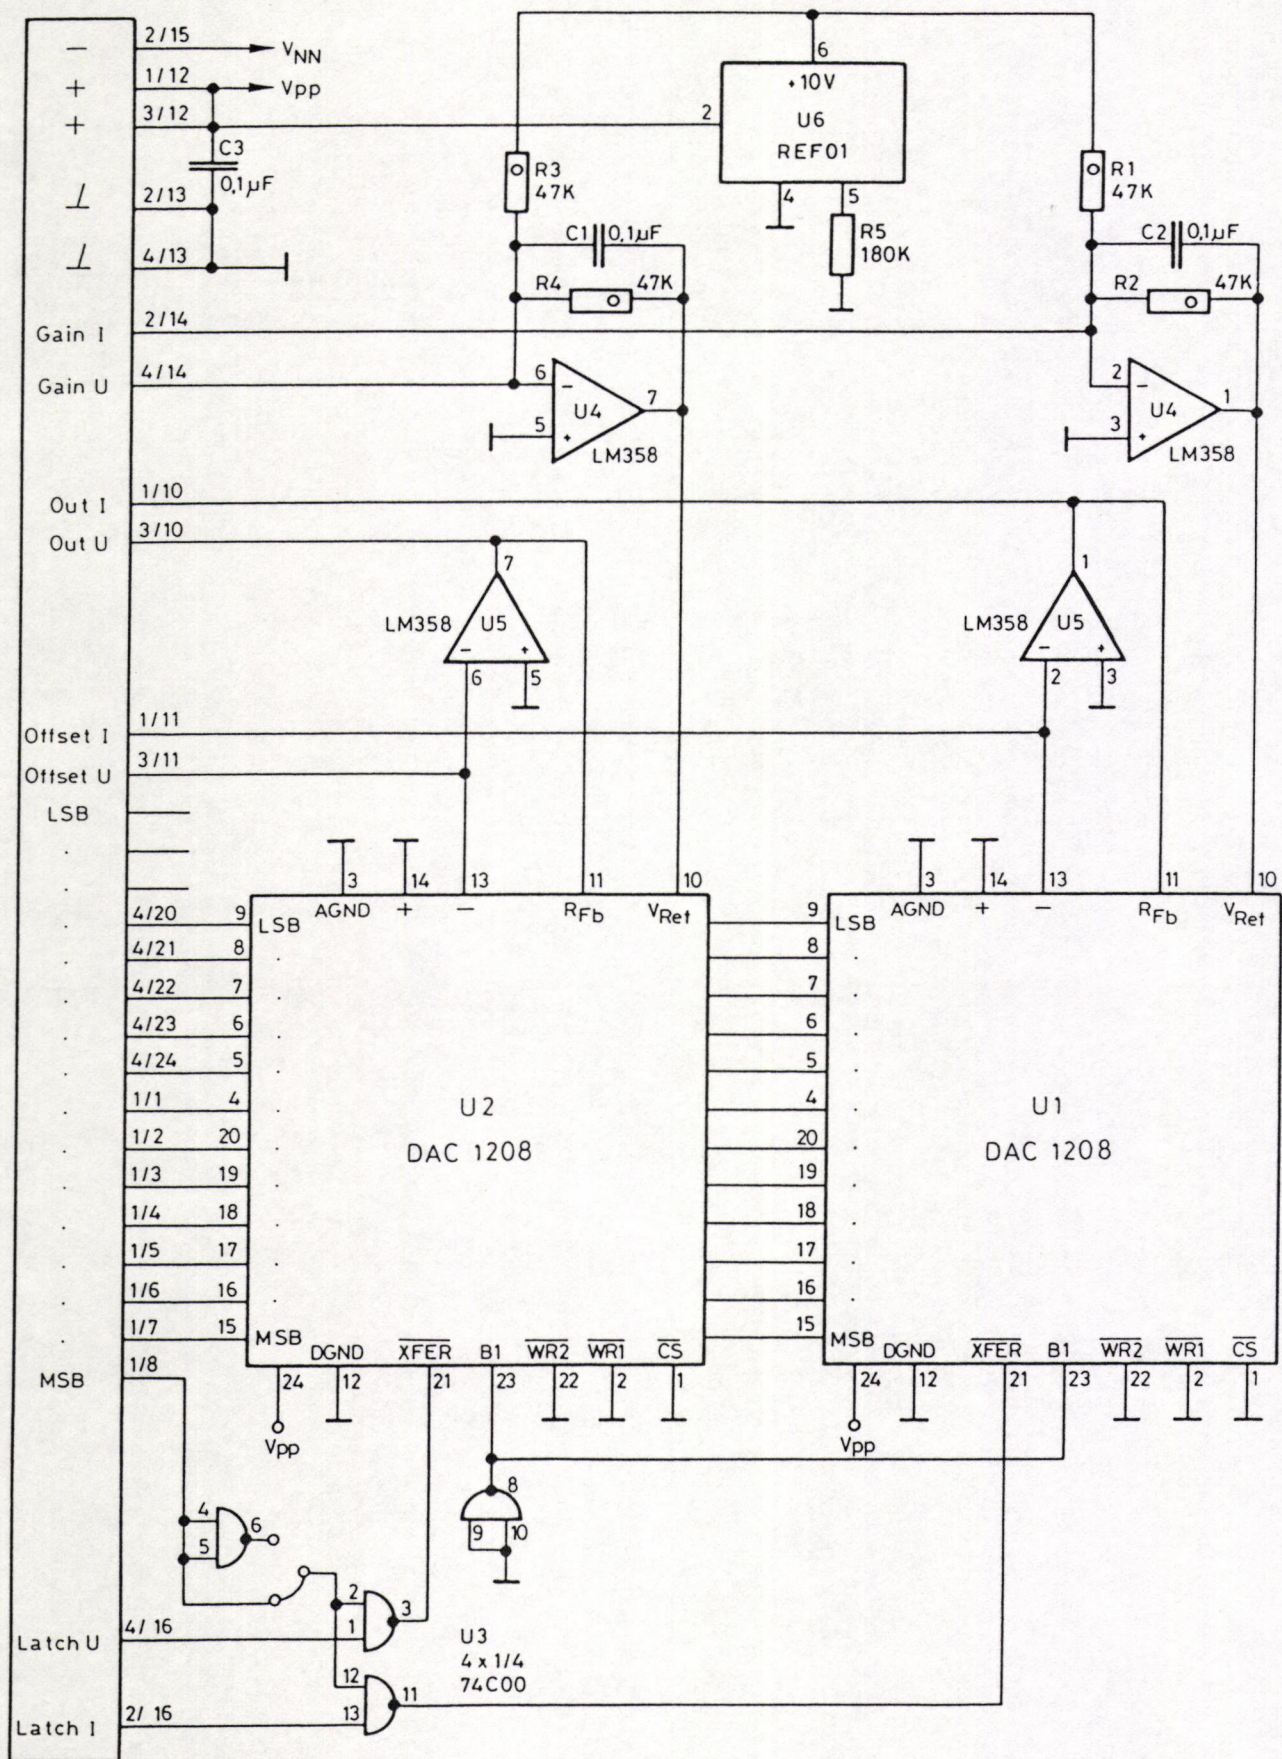 − 2/15 V_NN
+ 1/12 Vpp
+ 3/12
C3
0,1µF
⊥ 2/13
⊥ 4/13
6
+10V
2 U6
REF01
4 5
R5
180K
R3
47K
C1 0,1µF
R4 47K
R1
47K
C2 0,1µF
R2 47K
Gain I 2/14
Gain U 4/14
6 − U4 7
5 +
LM358
2 − U4 1
3 +
LM358
Out I 1/10
Out U 3/10
7
LM358 U5
− +
6 5
1
LM358 U5
− +
2 3
Offset I 1/11
Offset U 3/11
LSB
3 14 13 11 10
AGND + − R_Fb V_Ref
3 14 13 11 10
AGND + − R_Fb V_Ref
4/20 9 LSB 9 LSB
4/21 8 8
4/22 7 7
4/23 6 6
4/24 5 5
1/1 4 4
1/2 20 20
1/3 19 19
1/4 18 18
1/5 17 17
1/6 16 16
1/7 15 MSB 15 MSB
U2
DAC 1208
U1
DAC 1208
DGND XFER B1 WR2 WR1 CS
24 12 21 23 22 2 1
Vpp
DGND XFER B1 WR2 WR1 CS
24 12 21 23 22 2 1
Vpp
MSB 1/8
4 6
5
8
9 10
2 3
1
Latch U 4/16
U3
4 x 1/4
74C00
12 11
13
Latch I 2/ 16